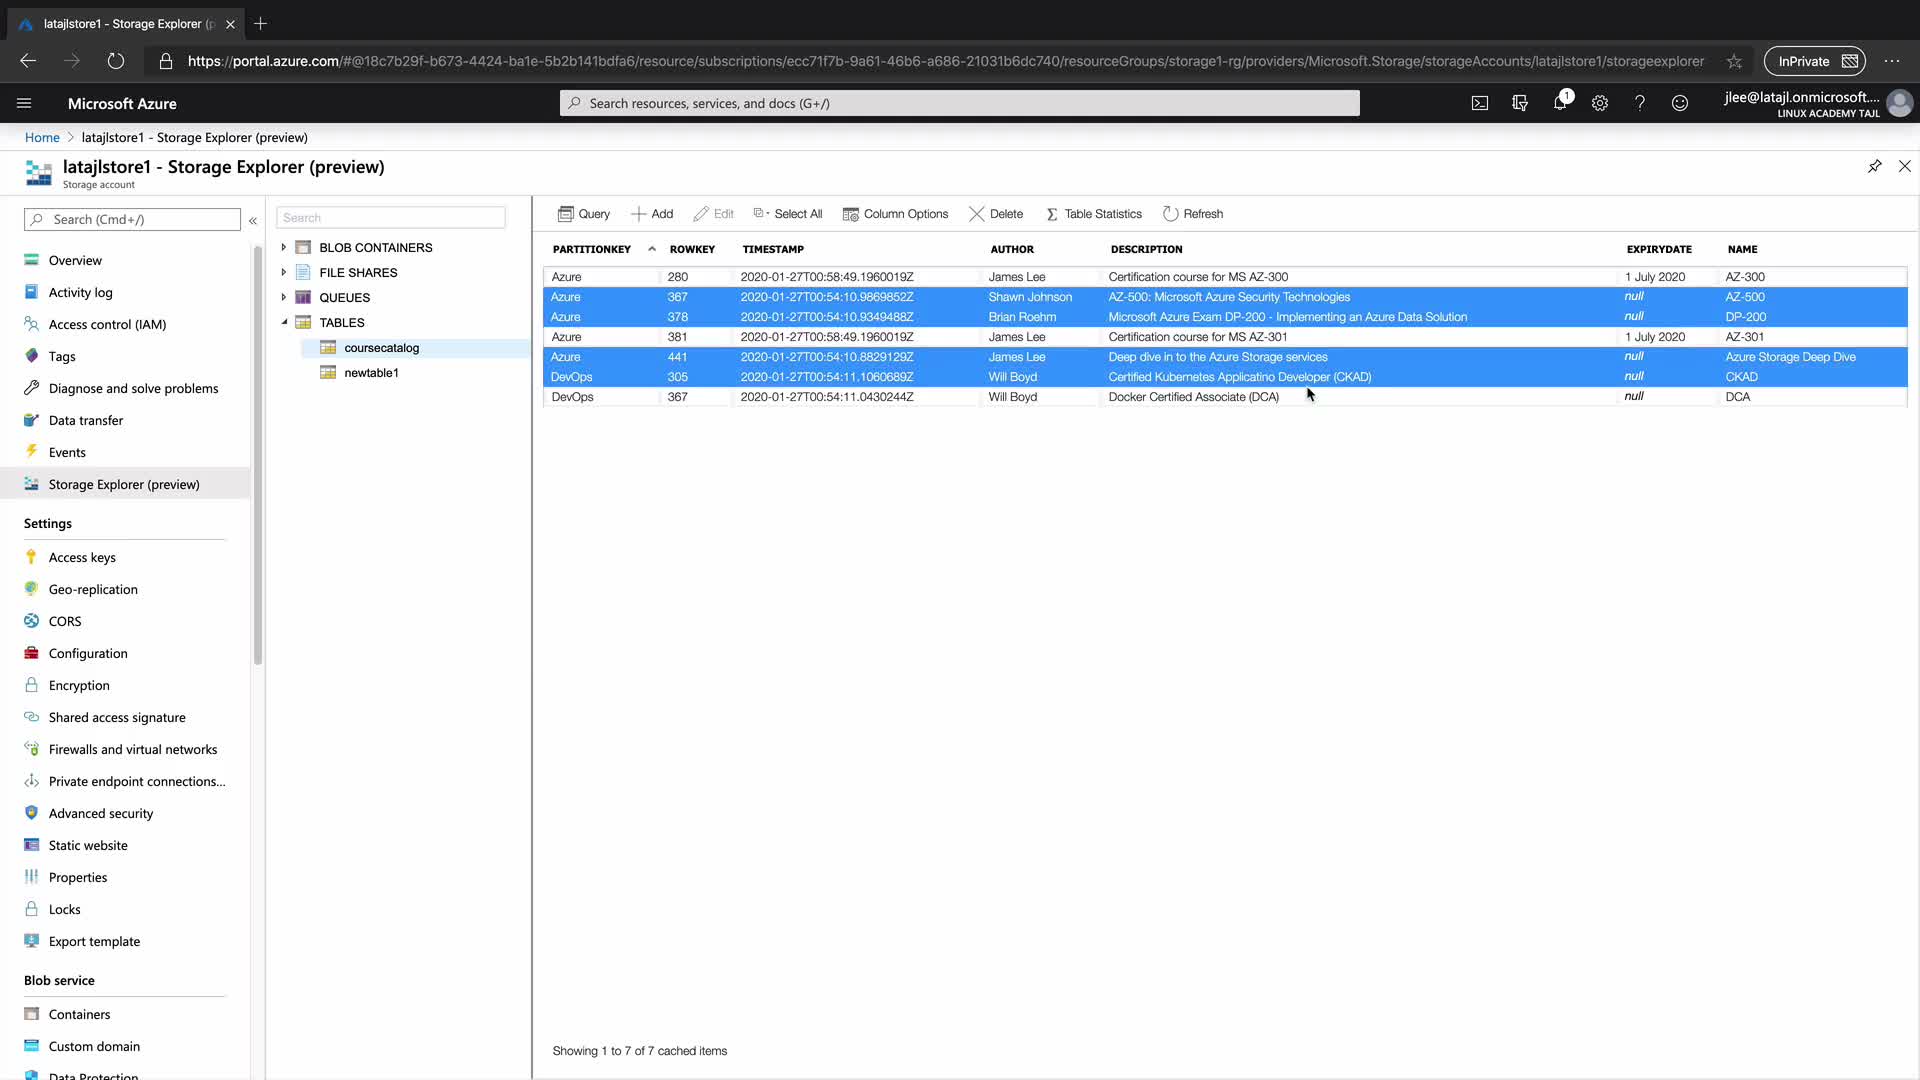 latajlstore1 - Storage Explorer (p
https://portal.azure.com/#@18c7b29f-b673-4424-ba1e-5b2b141bdfa6/resource/subscriptions/ecc71f7b-9a61-46b6-a686-21031b6dc740/resourceGroups/storage1-rg/providers/Microsoft.Storage/storageAccounts/latajlstore1/storageexplorer
InPrivate
Microsoft Azure
Search resources, services, and docs (G+/)
1
jlee@latajl.onmicrosoft....
LINUX ACADEMY TAJL
Home > latajlstore1 - Storage Explorer (preview)
latajlstore1 - Storage Explorer (preview)
Storage account
Search (Cmd+/)
«
Overview
Activity log
Access control (IAM)
Tags
Diagnose and solve problems
Data transfer
Events
Storage Explorer (preview)
Settings
Access keys
Geo-replication
CORS
Configuration
Encryption
Shared access signature
Firewalls and virtual networks
Private endpoint connections...
Advanced security
Static website
Properties
Locks
Export template
Blob service
Containers
Custom domain
Data Protection
Search
BLOB CONTAINERS
FILE SHARES
QUEUES
TABLES
coursecatalog
newtable1
Query Add Edit Select All Column Options Delete Table Statistics Refresh
PARTITIONKEY ROWKEY TIMESTAMP AUTHOR DESCRIPTION EXPIRYDATE NAME
Azure 280 2020-01-27T00:58:49.1960019Z James Lee Certification course for MS AZ-300 1 July 2020 AZ-300
Azure 367 2020-01-27T00:54:10.9869852Z Shawn Johnson AZ-500: Microsoft Azure Security Technologies null AZ-500
Azure 378 2020-01-27T00:54:10.9349488Z Brian Roehm Microsoft Azure Exam DP-200 - Implementing an Azure Data Solution null DP-200
Azure 381 2020-01-27T00:58:49.1960019Z James Lee Certification course for MS AZ-301 1 July 2020 AZ-301
Azure 441 2020-01-27T00:54:10.8829129Z James Lee Deep dive in to the Azure Storage services null Azure Storage Deep Dive
DevOps 305 2020-01-27T00:54:11.1060689Z Will Boyd Certified Kubernetes Applicatino Developer (CKAD) null CKAD
DevOps 367 2020-01-27T00:54:11.0430244Z Will Boyd Docker Certified Associate (DCA) null DCA
Showing 1 to 7 of 7 cached items